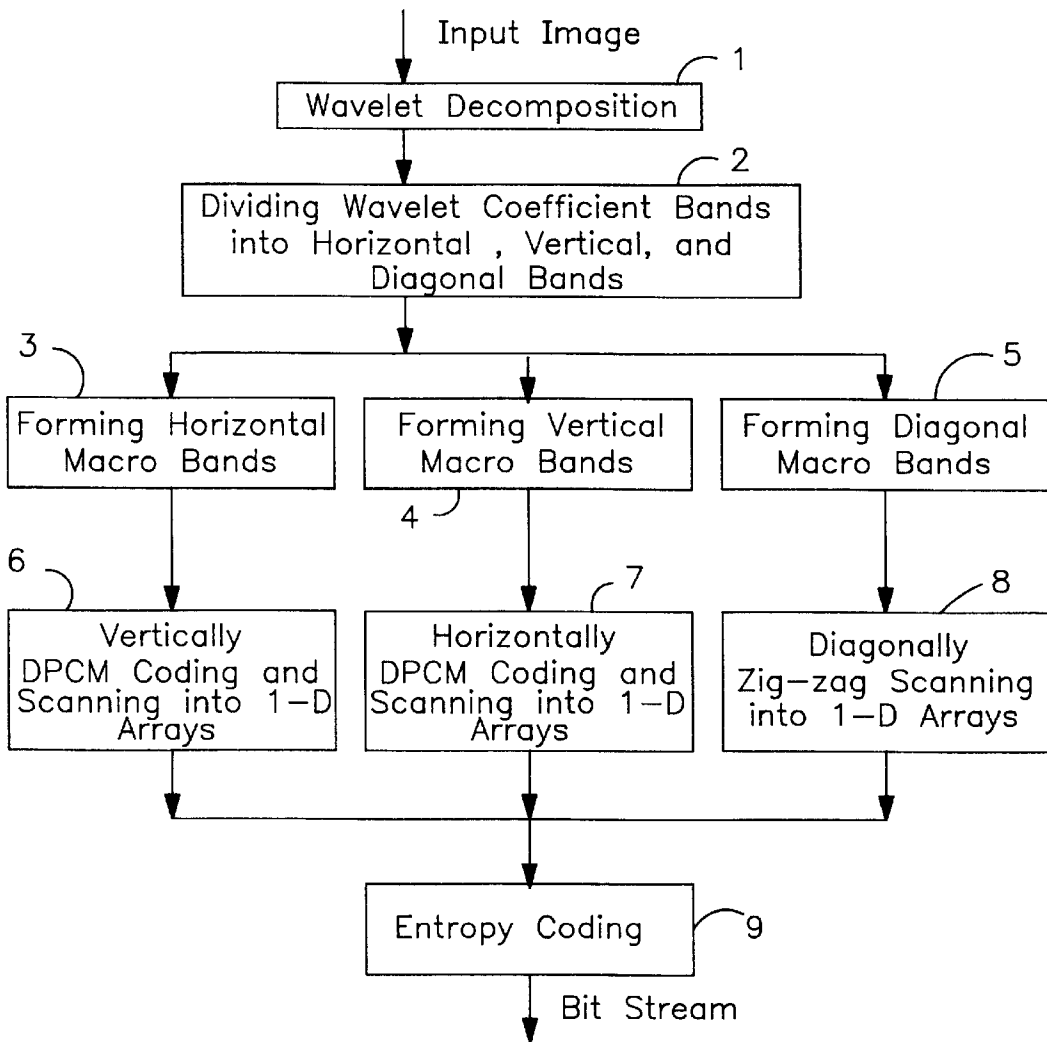 Input Image
1
Wavelet Decomposition
2
Dividing Wavelet Coefficient Bands
into Horizontal , Vertical, and
Diagonal Bands
3
5
Forming Horizontal
Macro Bands
Forming Vertical
Macro Bands
Forming Diagonal
Macro Bands
4
6
7
8
Vertically
DPCM Coding and
Scanning into 1-D
Arrays
Horizontally
DPCM Coding and
Scanning into 1-D
Arrays
Diagonally
Zig-zag Scanning
into 1-D Arrays
Entropy Coding
9
Bit Stream